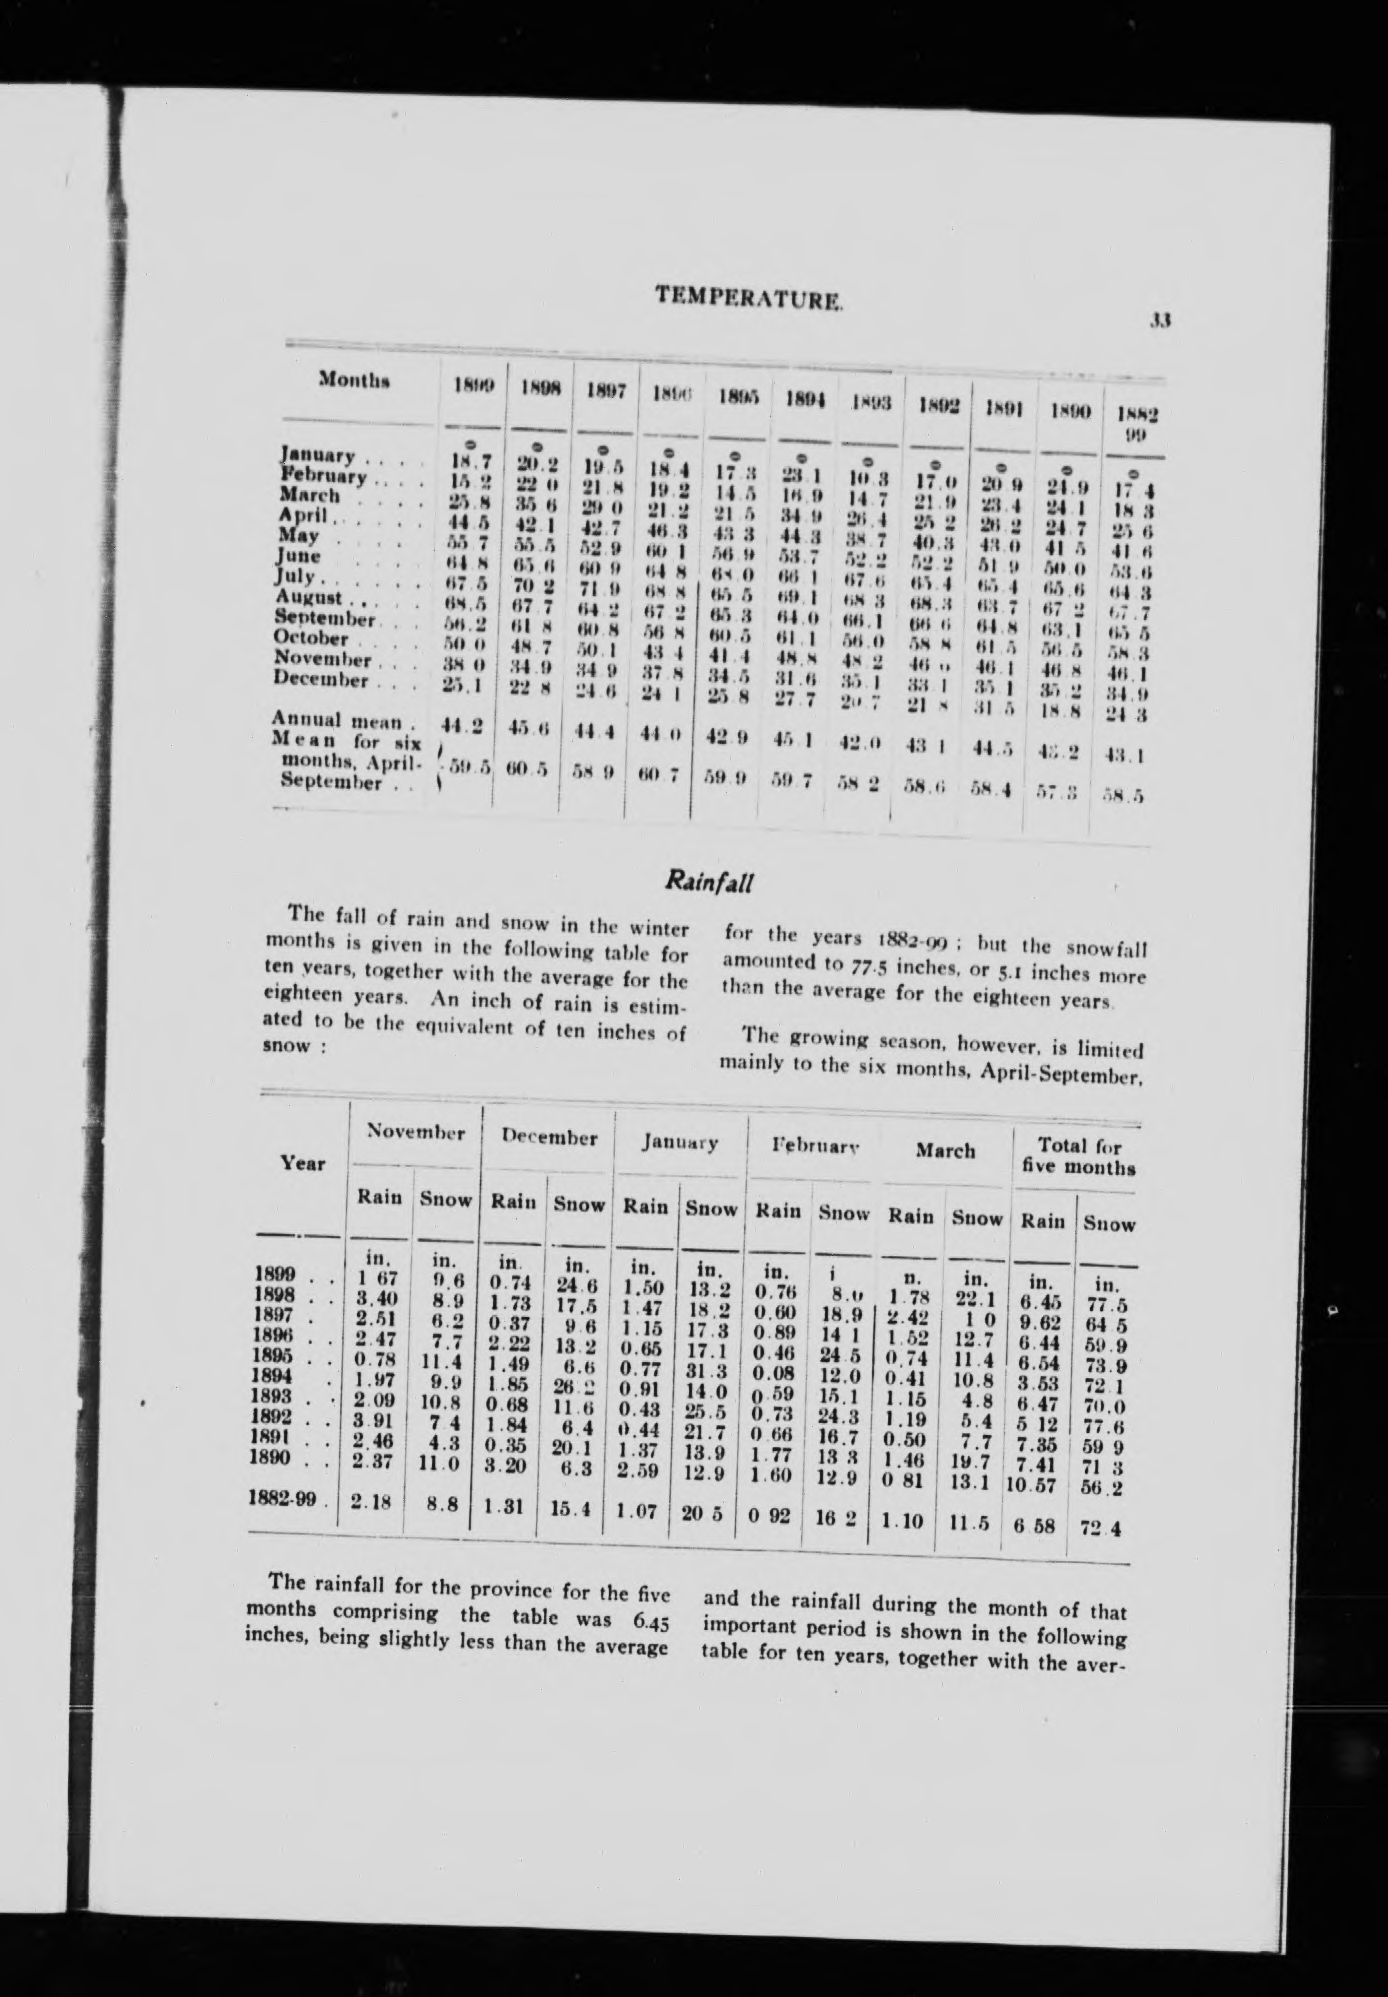 TEMPERATURE.
33
Months 1899 1898 1897 1896 1895 1894 1893 1892 1891 1890 1882
99
January . . . . 18.7 20.2 19.5 18.4 17.3 23.1 10.3 17.0 20.9 24.9 17.4
February . . . . 15.2 22.0 21.8 19.2 14.5 16.9 14.7 21.9 23.4 24.1 18.3
March . . . . 25.8 35.6 29.0 21.2 21.5 34.9 26.4 25.2 26.2 24.7 25.6
April . . . . . 44.5 42.1 42.7 46.3 43.3 44.3 38.7 40.3 43.0 41.5 41.6
May . . . . 55.7 55.5 52.9 60.1 56.9 53.7 52.2 52.2 51.9 50.0 53.6
June . . . . 64.8 65.6 60.9 64.8 68.0 66.1 67.6 65.4 65.4 65.6 64.3
July . . . . . . 67.5 70.2 71.9 68.8 65.5 69.1 68.3 68.3 63.7 67.2 67.7
August . . . . . 68.5 67.7 64.2 67.2 65.3 64.0 66.1 66.6 64.8 63.1 65.5
September . . . 56.2 61.8 60.8 56.8 60.5 61.1 56.0 58.8 61.5 56.5 58.3
October . . . . 50.0 48.7 50.1 43.4 41.4 48.8 48.2 46.0 46.1 46.8 46.1
November . . . 38.0 34.9 34.9 37.8 34.5 31.6 35.1 33.1 35.1 35.2 34.9
December . . . 25.1 22.8 24.6 24.1 25.8 27.7 20.7 21.8 31.5 18.8 24.3
Annual mean . 44.2 45.6 44.4 44.0 42.9 45.1 42.0 43.1 44.5 43.2 43.1
Mean for six
months, April-
September . . 59.5 60.5 58.9 60.7 59.9 59.7 58.2 58.6 58.4 57.3 58.5
Rainfall
The fall of rain and snow in the winter
months is given in the following table for
ten years, together with the average for the
eighteen years. An inch of rain is estim-
ated to be the equivalent of ten inches of
snow :
for the years 1882-99 ; but the snowfall
amounted to 77.5 inches, or 5.1 inches more
than the average for the eighteen years.
The growing season, however, is limited
mainly to the six months, April-September,
Year November December January February March Total for
five months
Rain Snow Rain Snow Rain Snow Rain Snow Rain Snow Rain Snow
in. in. in. in. in. in. in. i n. in. in. in.
1899 . . 1 67 9.6 0.74 24.6 1.50 13.2 0.76 8.0 1.78 22.1 6.45 77.5
1898 . . 3.40 8.9 1.73 17.5 1.47 18.2 0.60 18.9 2.42 1 0 9.62 64 5
1897 . 2.51 6.2 0.37 9 6 1.15 17.3 0.89 14 1 1.52 12.7 6.44 59.9
1896 . . 2.47 7.7 2.22 13.2 0.65 17.1 0.46 24 5 0.74 11.4 6.54 73.9
1895 . . 0.78 11.4 1.49 6.6 0.77 31.3 0.08 12.0 0.41 10.8 3.53 72 1
1894 . 1.97 9.9 1.85 26.2 0.91 14.0 0 59 15.1 1.15 4.8 6.47 70.0
1893 . . 2.09 10.8 0.68 11.6 0.43 25.5 0.73 24.3 1.19 5.4 5 12 77.6
1892 . . 3.91 7 4 1.84 6.4 0.44 21.7 0.66 16.7 0.50 7.7 7.35 59 9
1891 . . 2.46 4.3 0.35 20.1 1.37 13.9 1.77 13 3 1.46 19.7 7.41 71 3
1890 . . 2.37 11.0 3.20 6.3 2.59 12.9 1.60 12.9 0 81 13.1 10.57 56.2
1882-99 . 2.18 8.8 1.31 15.4 1.07 20 5 0 92 16 2 1.10 11.5 6 58 72 4
The rainfall for the province for the five
months comprising the table was 6.45
inches, being slightly less than the average
and the rainfall during the month of that
important period is shown in the following
table for ten years, together with the aver-